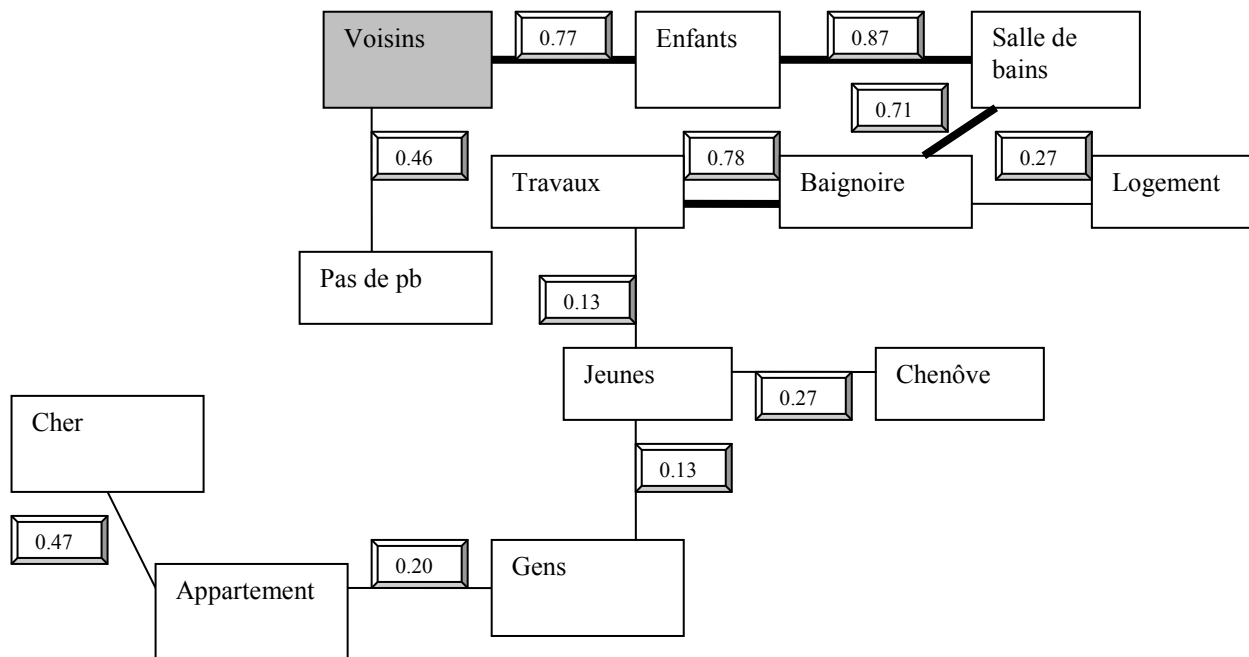 Voisins
0.77
Enfants
0.87
Salle de
bains
0.71
0.46
Travaux
0.78
Baignoire
0.27
Logement
Pas de pb
0.13
Jeunes
0.27
Chenôve
Cher
0.13
0.47
Appartement
0.20
Gens